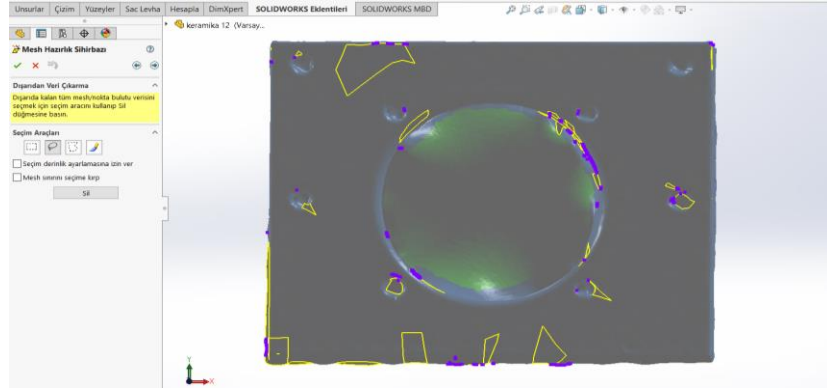 Unsurlar Çizim Yüzeyler Sac Levha Hesapla DimXpert SOLIDWORKS Eklentileri SOLIDWORKS MBD
keramika 12 (Varsay...
Mesh Hazırlık Sihirbazı
Dışarıdan Veri Çıkarma
Dışarıda kalan tüm mesh/nokta bulutu verisini
seçmek için seçim aracını kullanıp Sil
düğmesine basın.
Seçim Araçları
Seçim derinlik ayarlamasına izin ver
Mesh sınırını seçime kırp
Sil
Y
X